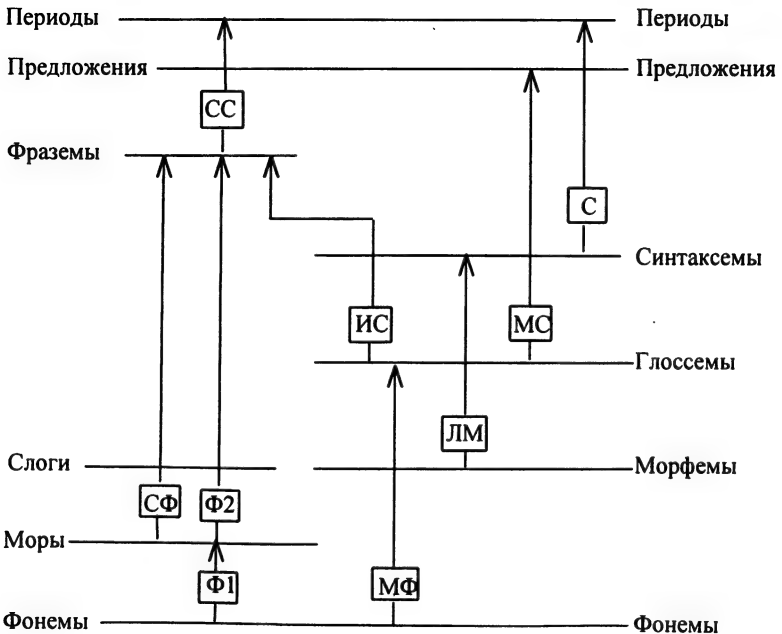 Периоды Периоды
Предложения Предложения
СС
Фраземы
С
Синтаксемы
ИС МС
Глоссемы
ЛМ
Слоги Морфемы
СФ Ф2
Моры
Ф1 МФ
Фонемы Фонемы